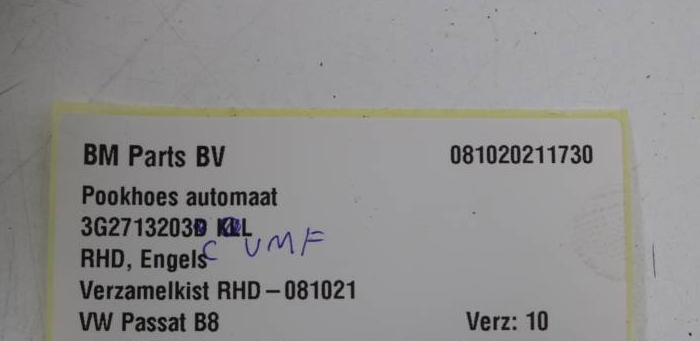 BM Parts BV 081020211730
Pookhoes automaat
3G2713203
RHD, Engels C UMF
Verzamelkist RHD-081021
VW Passat B8 Verz: 10